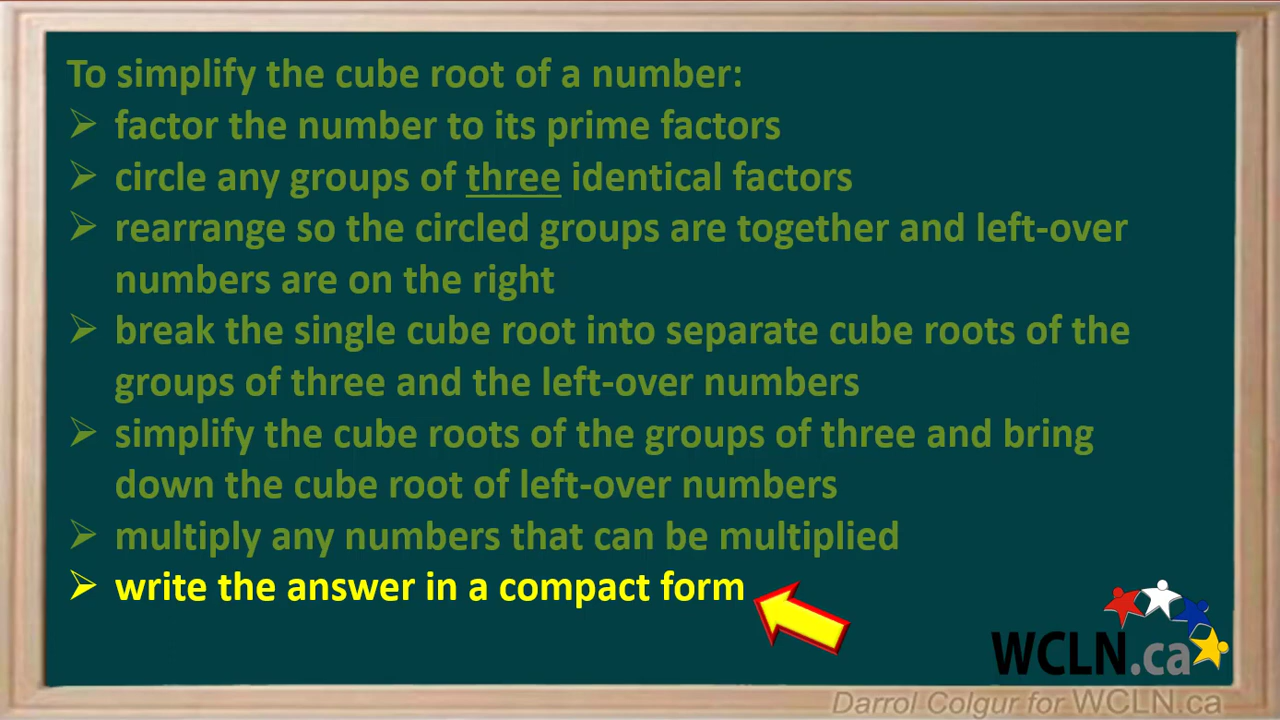 To simplify the cube root of a number:
➢ factor the number to its prime factors
➢ circle any groups of three identical factors
➢ rearrange so the circled groups are together and left-over
numbers are on the right
➢ break the single cube root into separate cube roots of the
groups of three and the left-over numbers
➢ simplify the cube roots of the groups of three and bring
down the cube root of left-over numbers
➢ multiply any numbers that can be multiplied
➢ write the answer in a compact form
WCLN.ca
Darrol Colgur for WCLN.ca